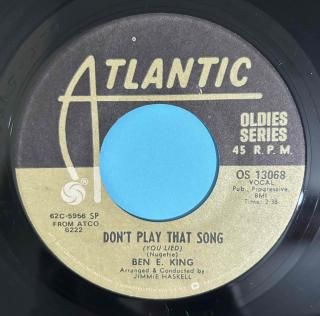 ATLANTIC
OLDIES
SERIES
45 R.P.M.
OS 13068
VOCAL
Pub., Progressive,
BMI
Time: 2:38
62C-5956 SP
FROM ATCO
6222
DON'T PLAY THAT SONG
(YOU LIED)
(Nugetie)
BEN E. KING
Arranged & Conducted by
JIMMIE HASKELL